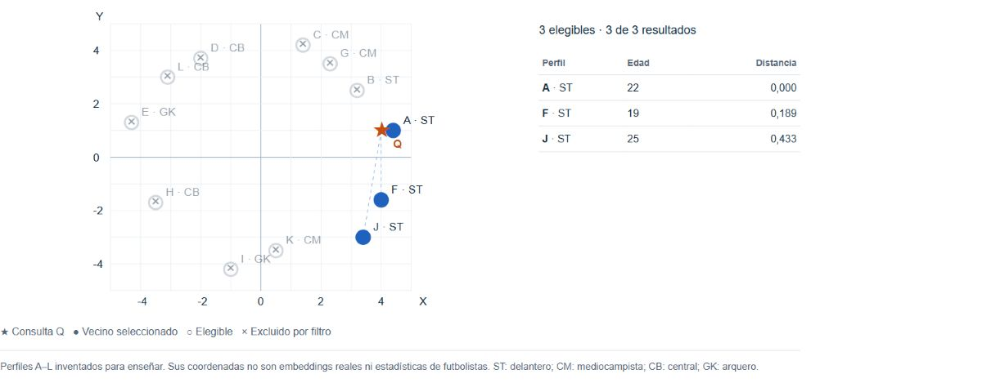 Y
C · CM
3 elegibles · 3 de 3 resultados
4
D · CB
G · CM
L · CB
Perfil Edad Distancia
B · ST
A · ST 22 0,000
2
E · GK
A · ST
F · ST 19 0,189
Q
J · ST 25 0,433
0
H · CB
F · ST
-2
J · ST
K · CM
I · GK
-4
-4 -2 0 2 4 X
★ Consulta Q ● Vecino seleccionado ○ Elegible × Excluido por filtro
Perfiles A–L inventados para enseñar. Sus coordenadas no son embeddings reales ni estadísticas de futbolistas. ST: delantero; CM: mediocampista; CB: central; GK: arquero.